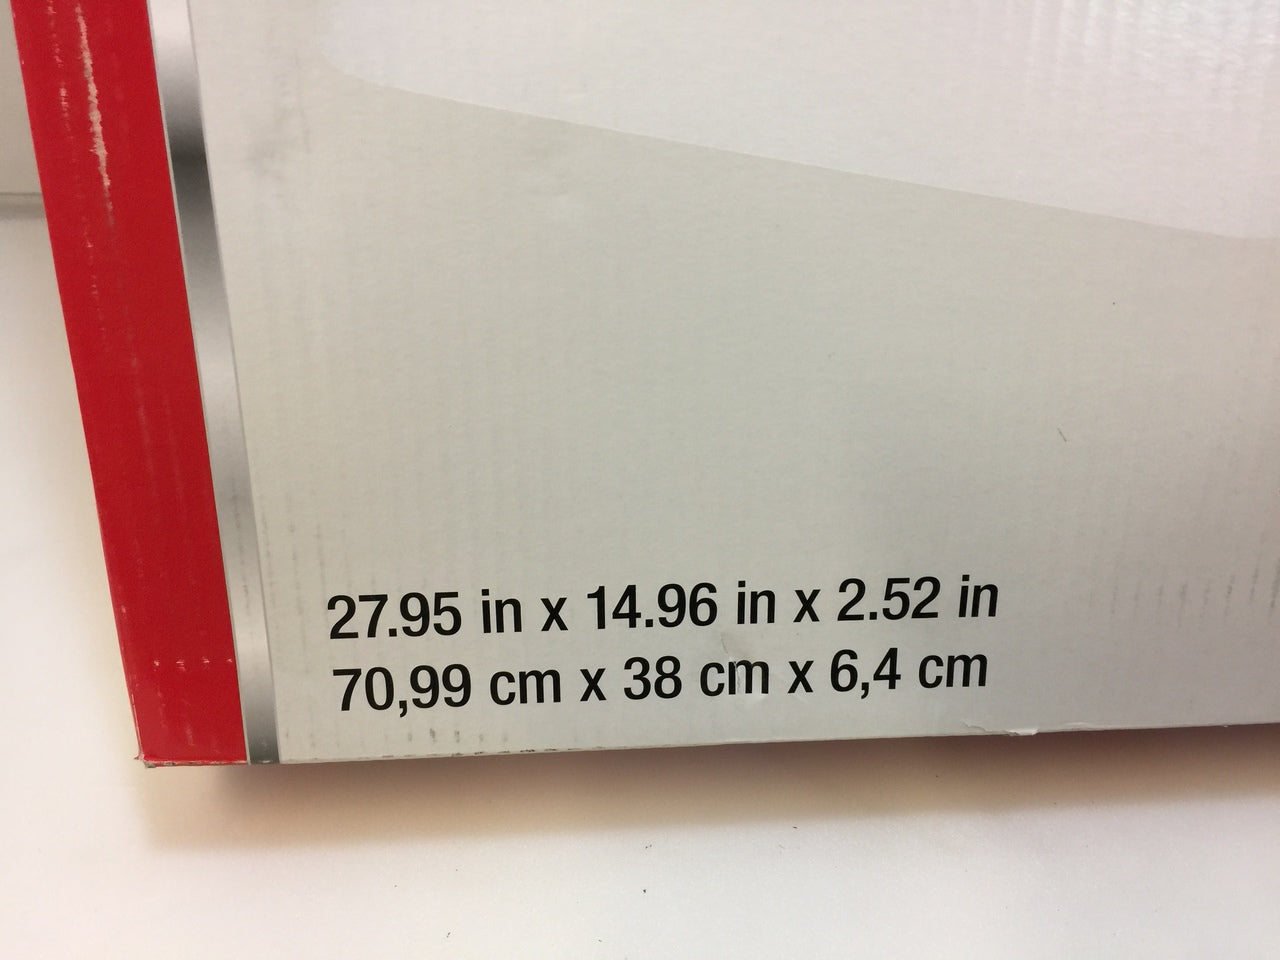 27.95 in x 14.96 in x 2.52 in
70,99 cm x 38 cm x 6,4 cm